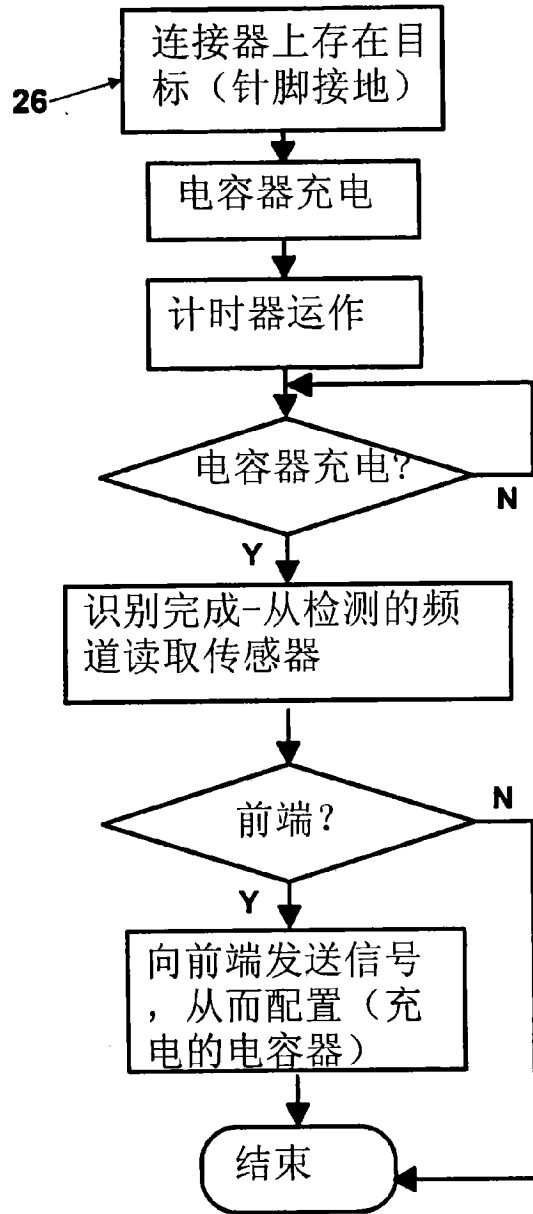 连接器上存在目
标（针脚接地）
26
电容器充电
计时器运作
电容器充电?
N
Y
识别完成-从检测的频
道读取传感器
前端?
N
Y
向前端发送信号
，从而配置（充
电的电容器）
结束